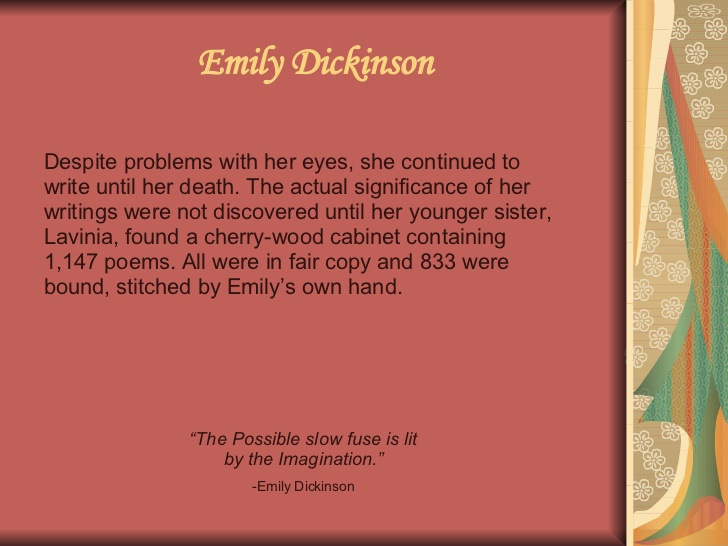 Emily Dickinson
Despite problems with her eyes, she continued to
write until her death. The actual significance of her
writings were not discovered until her younger sister,
Lavinia, found a cherry-wood cabinet containing
1,147 poems. All were in fair copy and 833 were
bound, stitched by Emily’s own hand.
“The Possible slow fuse is lit
by the Imagination.”
-Emily Dickinson